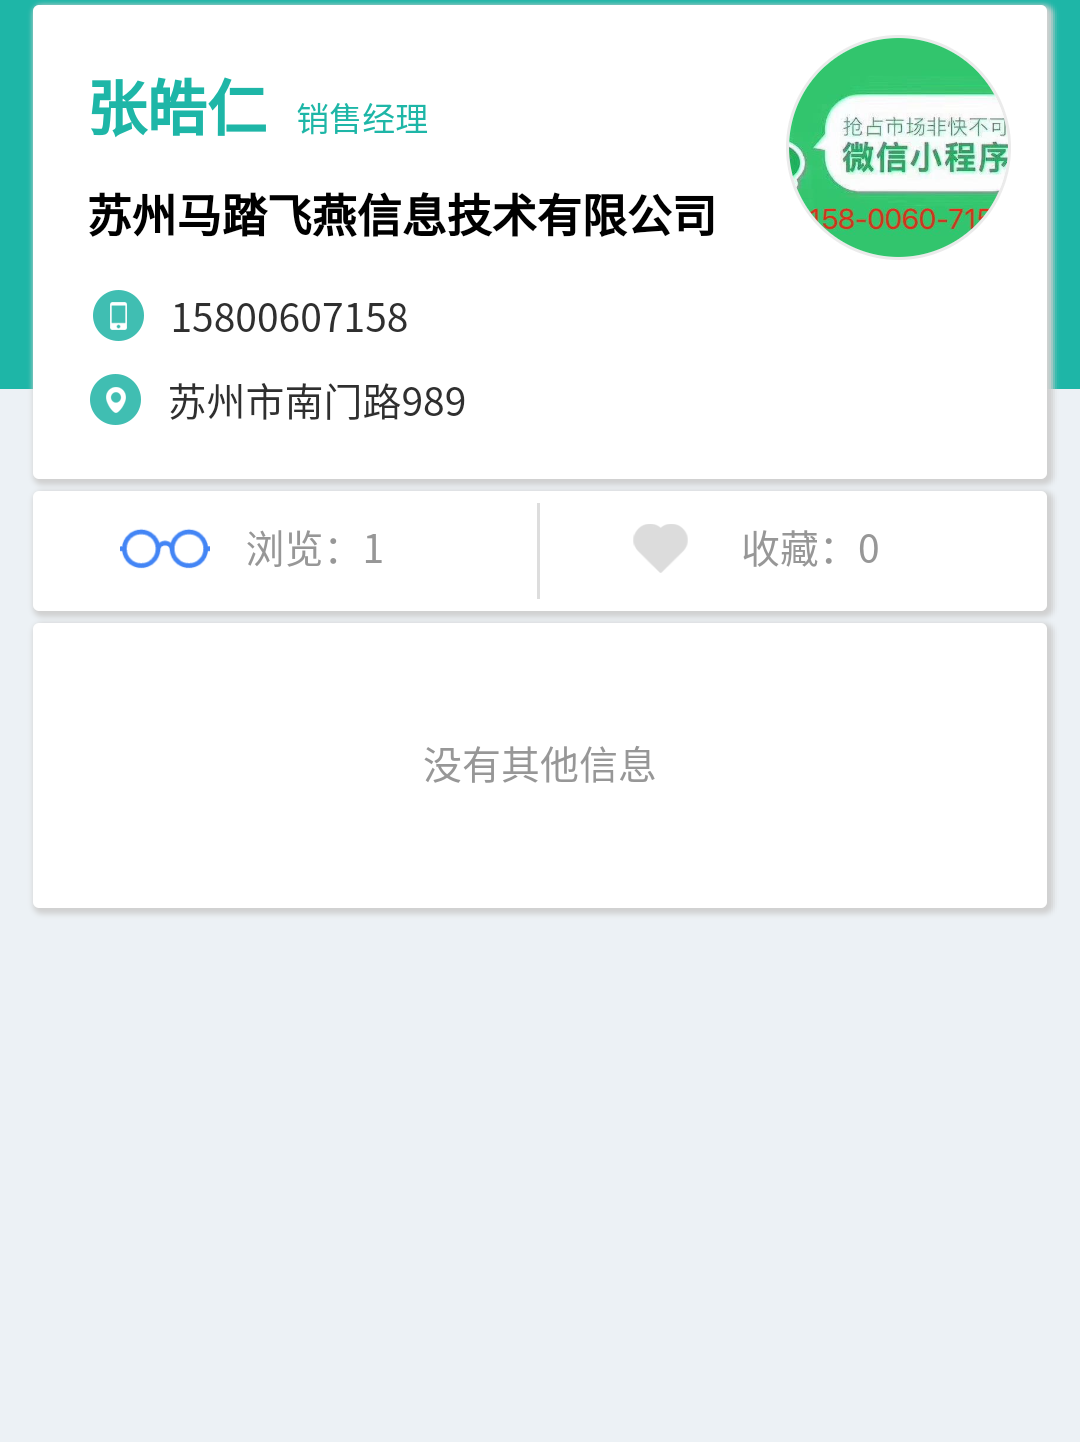 张皓仁 销售经理
抢占市场非快不可
微信小程序
158-0060-715
苏州马踏飞燕信息技术有限公司
15800607158
苏州市南门路989
浏览：1
收藏：0
没有其他信息